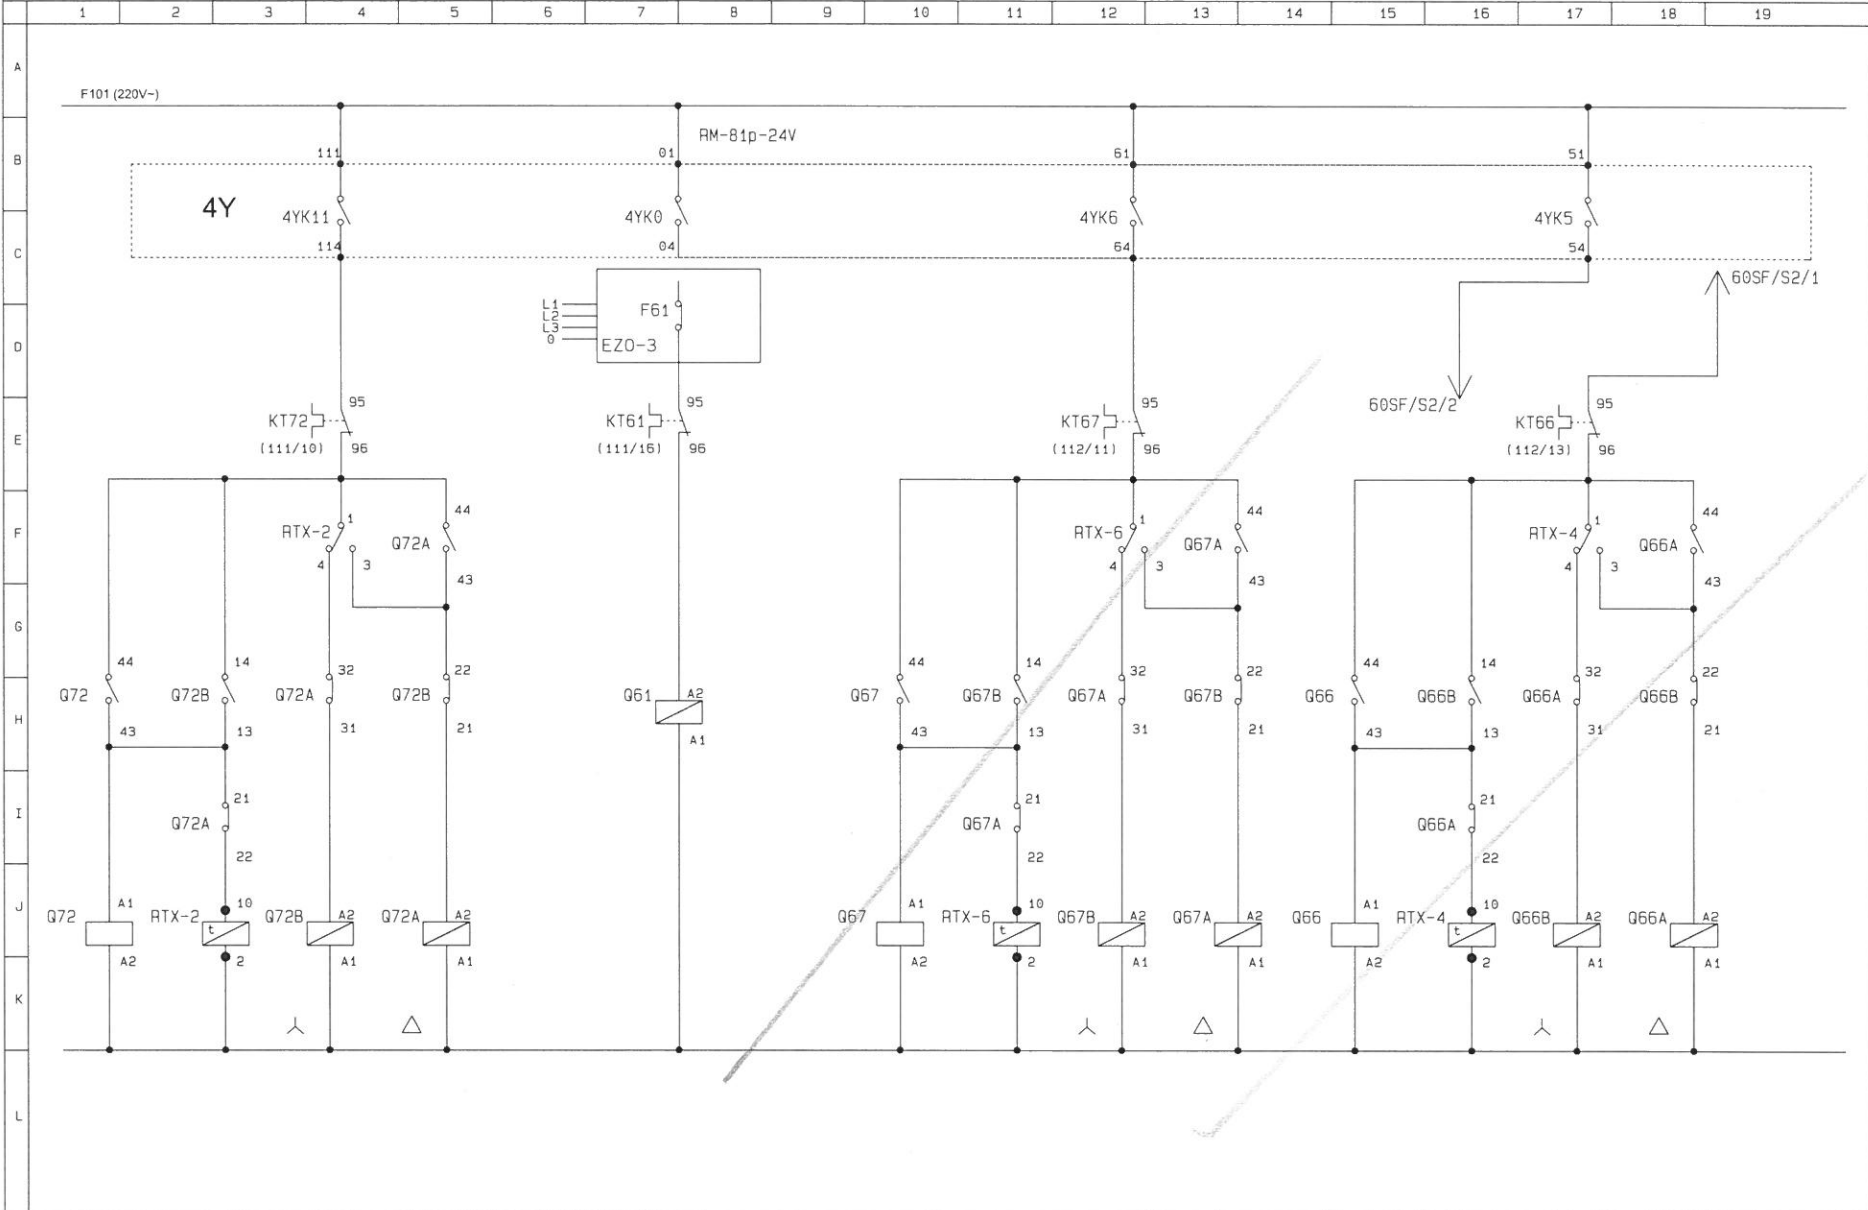 1 2 3 4 5 6 7 8 9 10 11 12 13 14 15 16 17 18 19
A
F101 (220V~)
RM-81p-24V
B 111 01 61 51
4Y 4YK11 4YK0 4YK6 4YK5
C 114 04 64 54
60SF/S2/1
L1
L2 F61
L3
0 EZO-3
D
95 95 95 60SF/S2/2 95
KT72 KT61 KT67 KT66
E (111/10) 96 (111/16) 96 (112/11) 96 (112/13) 96
44 44 44
1 1 1
F RTX-2 Q72A RTX-6 Q67A RTX-4 Q66A
4 3 4 3 4 3
43 43 43
G
44 14 32 22 44 14 32 22 44 14 32 22
Q72 Q72B Q72A Q72B Q61 A2 Q67 Q67B Q67A Q67B Q66 Q66B Q66A Q66B
H
43 13 31 21 A1 43 13 31 21 43 13 31 21
21 21 21
I
Q72A Q67A Q66A
22 22 22
J
A1 10 A2 A2 A1 10 A2 A2 A1 10 A2 A2
Q72 RTX-2 Q72B Q72A Q67 RTX-6 Q67B Q67A Q66 RTX-4 Q66B Q66A
t t t
A2 2 A1 A1 A2 2 A1 A1 A2 2 A1 A1
K
L